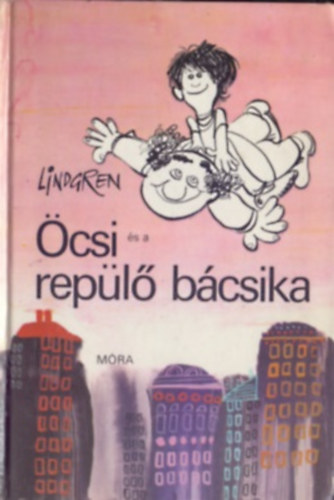 LINDGREN
Öcsi és a
repülő bácsika
MÓRA